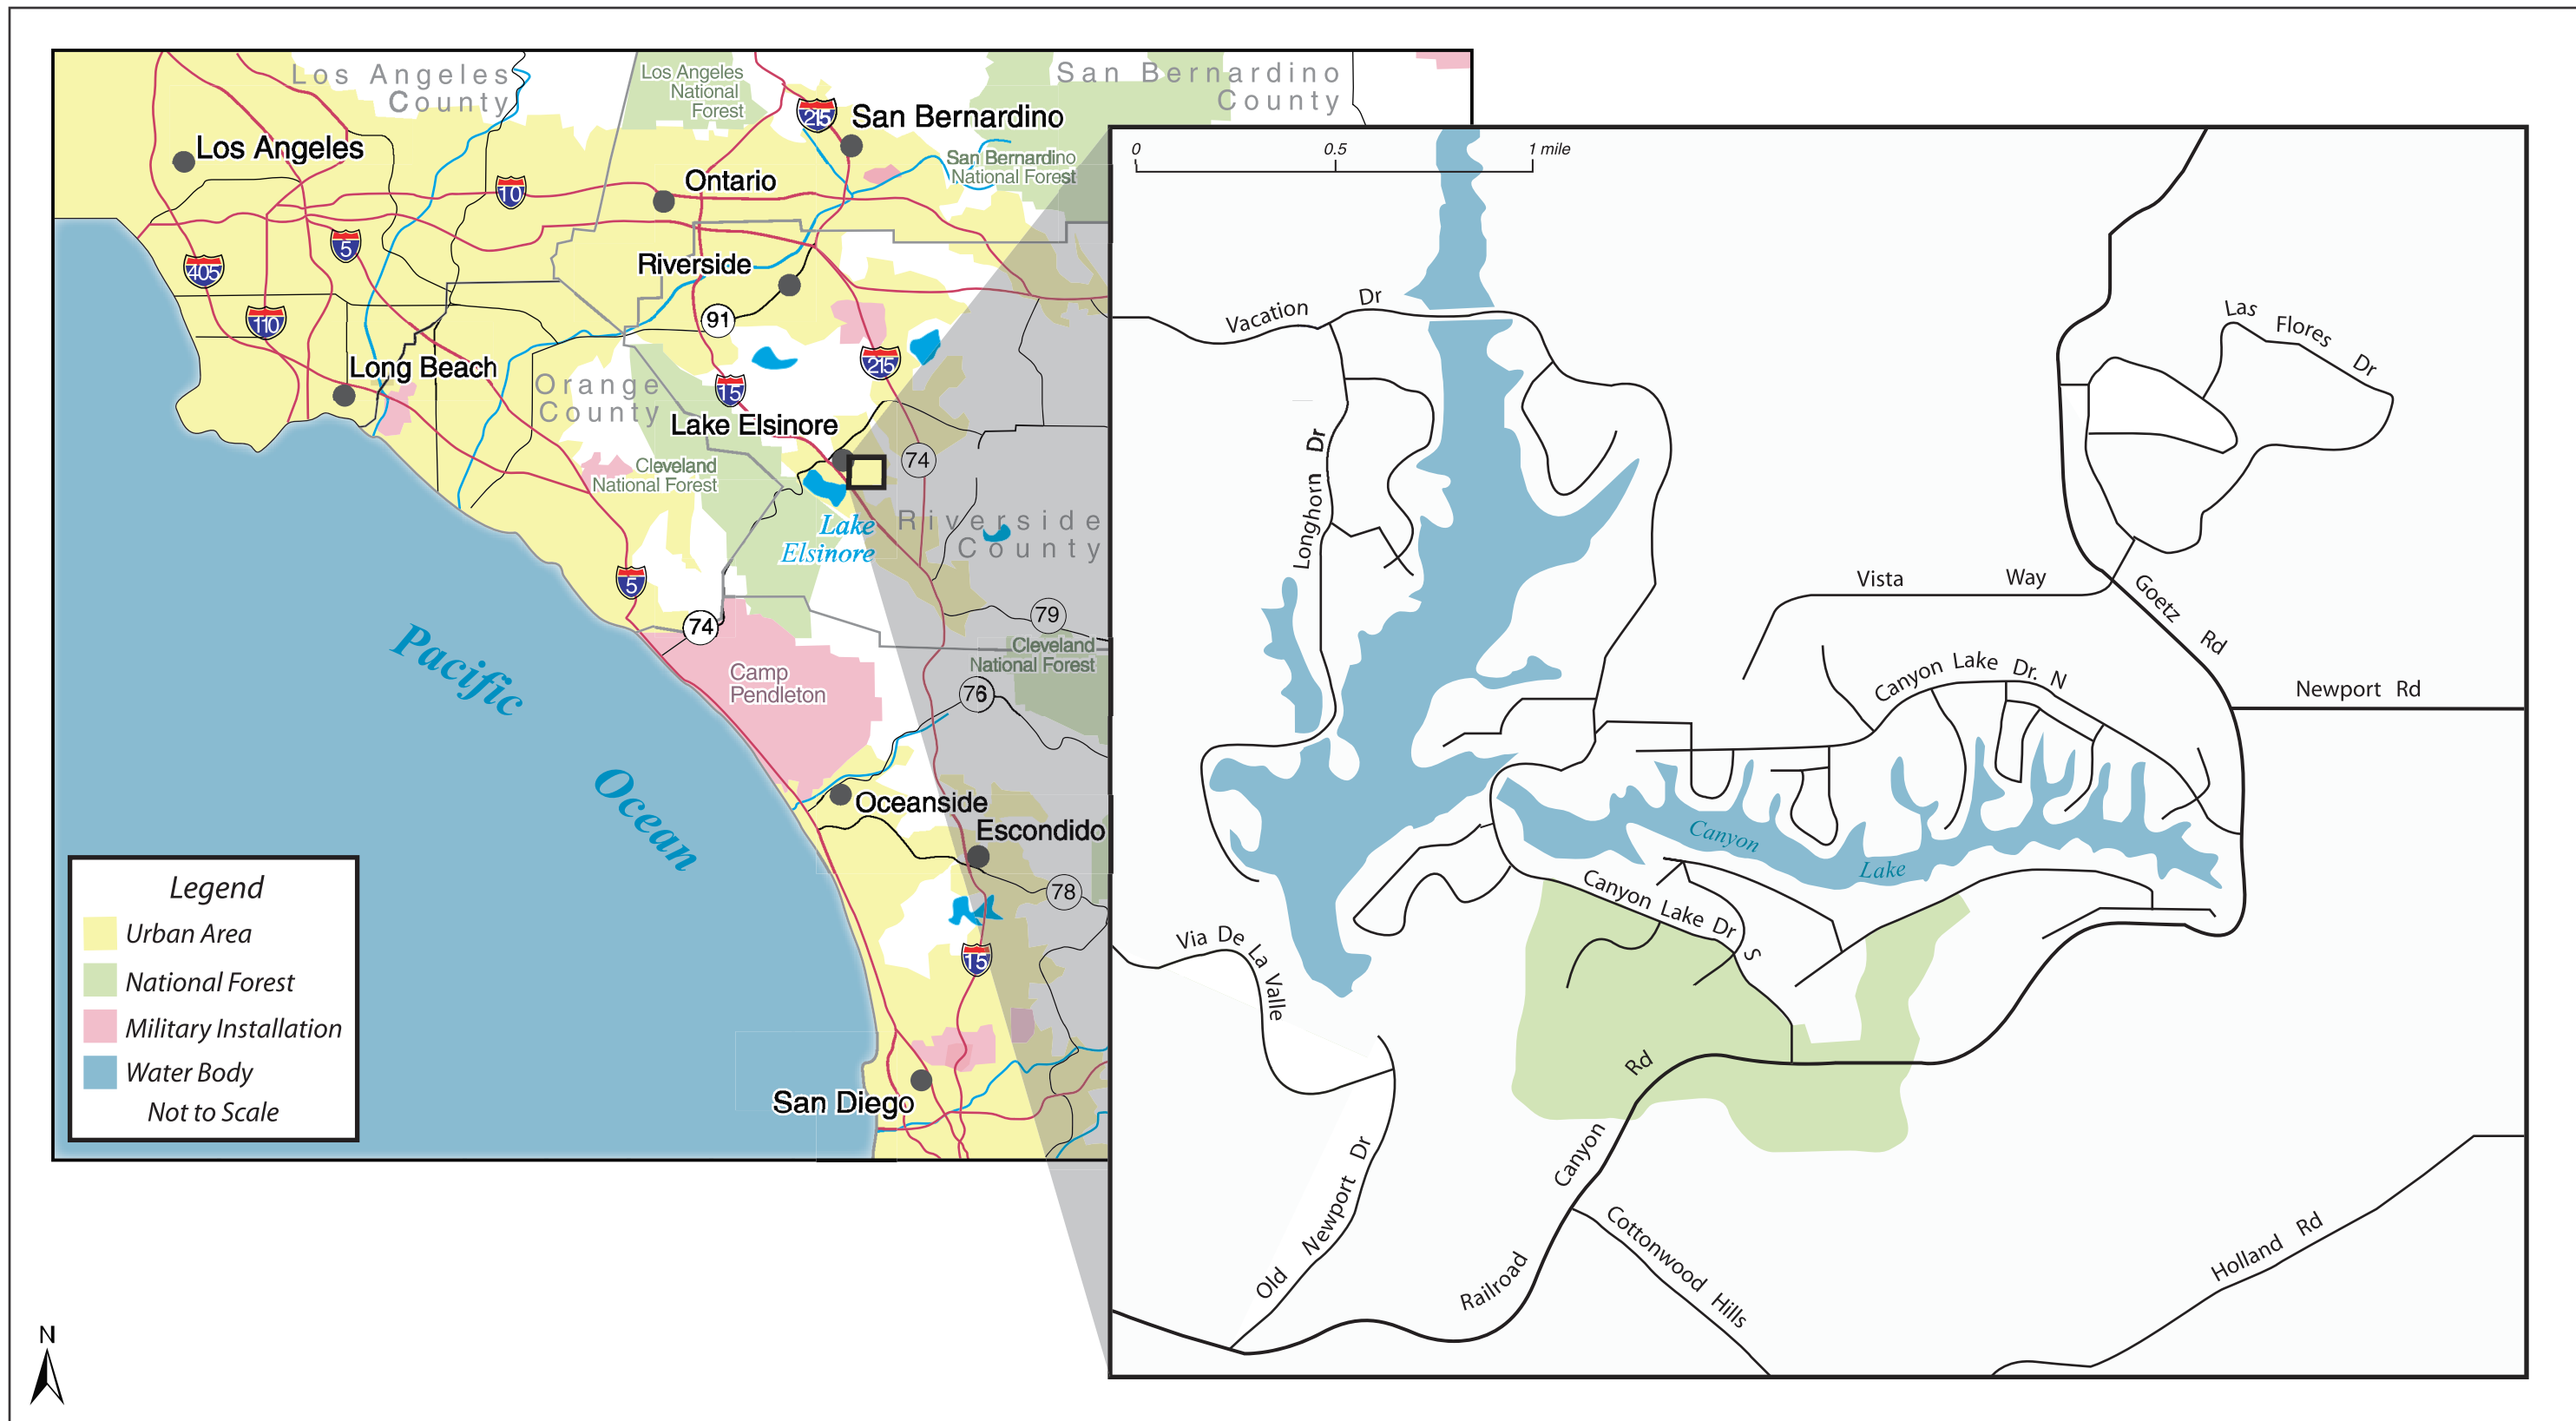 Los Angeles
County
Los Angeles
National
Forest
San Bernardino
County
215
San Bernardino
Los Angeles
San Bernardino
National Forest
Ontario
10
5
405
Riverside
110
91
Long Beach
Orange
County
15
215
Lake Elsinore
74
Cleveland
National Forest
Lake
Elsinore
Riverside
County
5
74
79
Cleveland
National Forest
Camp
Pendleton
76
Pacific
Ocean
Oceanside
Escondido
78
15
San Diego
Legend
Urban Area
National Forest
Military Installation
Water Body
Not to Scale
N
0 0.5 1 mile
Vacation Dr
Longhorn Dr
Las Flores Dr
Vista Way
Goetz Rd
Canyon Lake Dr. N
Newport Rd
Canyon Lake
Canyon Lake Dr S
Via De La Valle
Old Newport Dr
Railroad Canyon Rd
Cottonwood Hills
Holland Rd